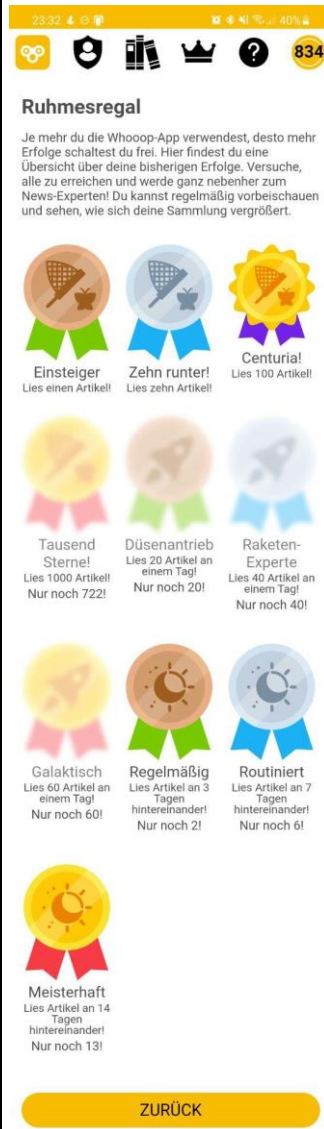 23:32
40%
834
Ruhmesregal
Je mehr du die Whooop-App verwendest, desto mehr
Erfolge schaltest du frei. Hier findest du eine
Übersicht über deine bisherigen Erfolge. Versuche,
alle zu erreichen und werde ganz nebenher zum
News-Experten! Du kannst regelmäßig vorbeischauen
und sehen, wie sich deine Sammlung vergrößert.
Einsteiger
Lies einen Artikel!
Zehn runter!
Lies zehn Artikel!
Centuria!
Lies 100 Artikel!
Tausend
Sterne!
Lies 1000 Artikel!
Nur noch 722!
Düsenantrieb
Lies 20 Artikel an
einem Tag!
Nur noch 20!
Raketen-
Experte
Lies 40 Artikel an
einem Tag!
Nur noch 40!
Galaktisch
Lies 60 Artikel an
einem Tag!
Nur noch 60!
Regelmäßig
Lies Artikel an 3
Tagen
hintereinander!
Nur noch 2!
Routiniert
Lies Artikel an 7
Tagen
hintereinander!
Nur noch 6!
Meisterhaft
Lies Artikel an 14
Tagen
hintereinander!
Nur noch 13!
ZURÜCK